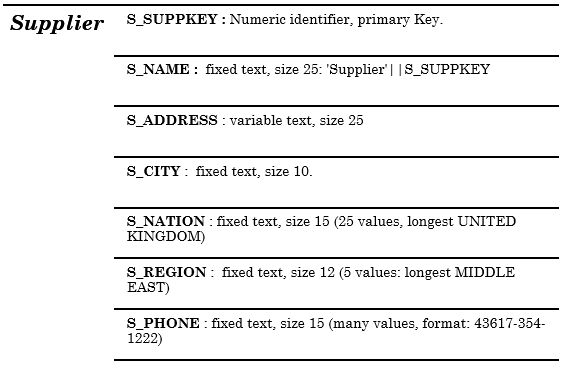 Supplier
S_SUPPKEY : Numeric identifier, primary Key.
S_NAME : fixed text, size 25: 'Supplier'||S_SUPPKEY
S_ADDRESS : variable text, size 25
S_CITY : fixed text, size 10.
S_NATION : fixed text, size 15 (25 values, longest UNITED
KINGDOM)
S_REGION : fixed text, size 12 (5 values: longest MIDDLE
EAST)
S_PHONE : fixed text, size 15 (many values, format: 43617-354-
1222)